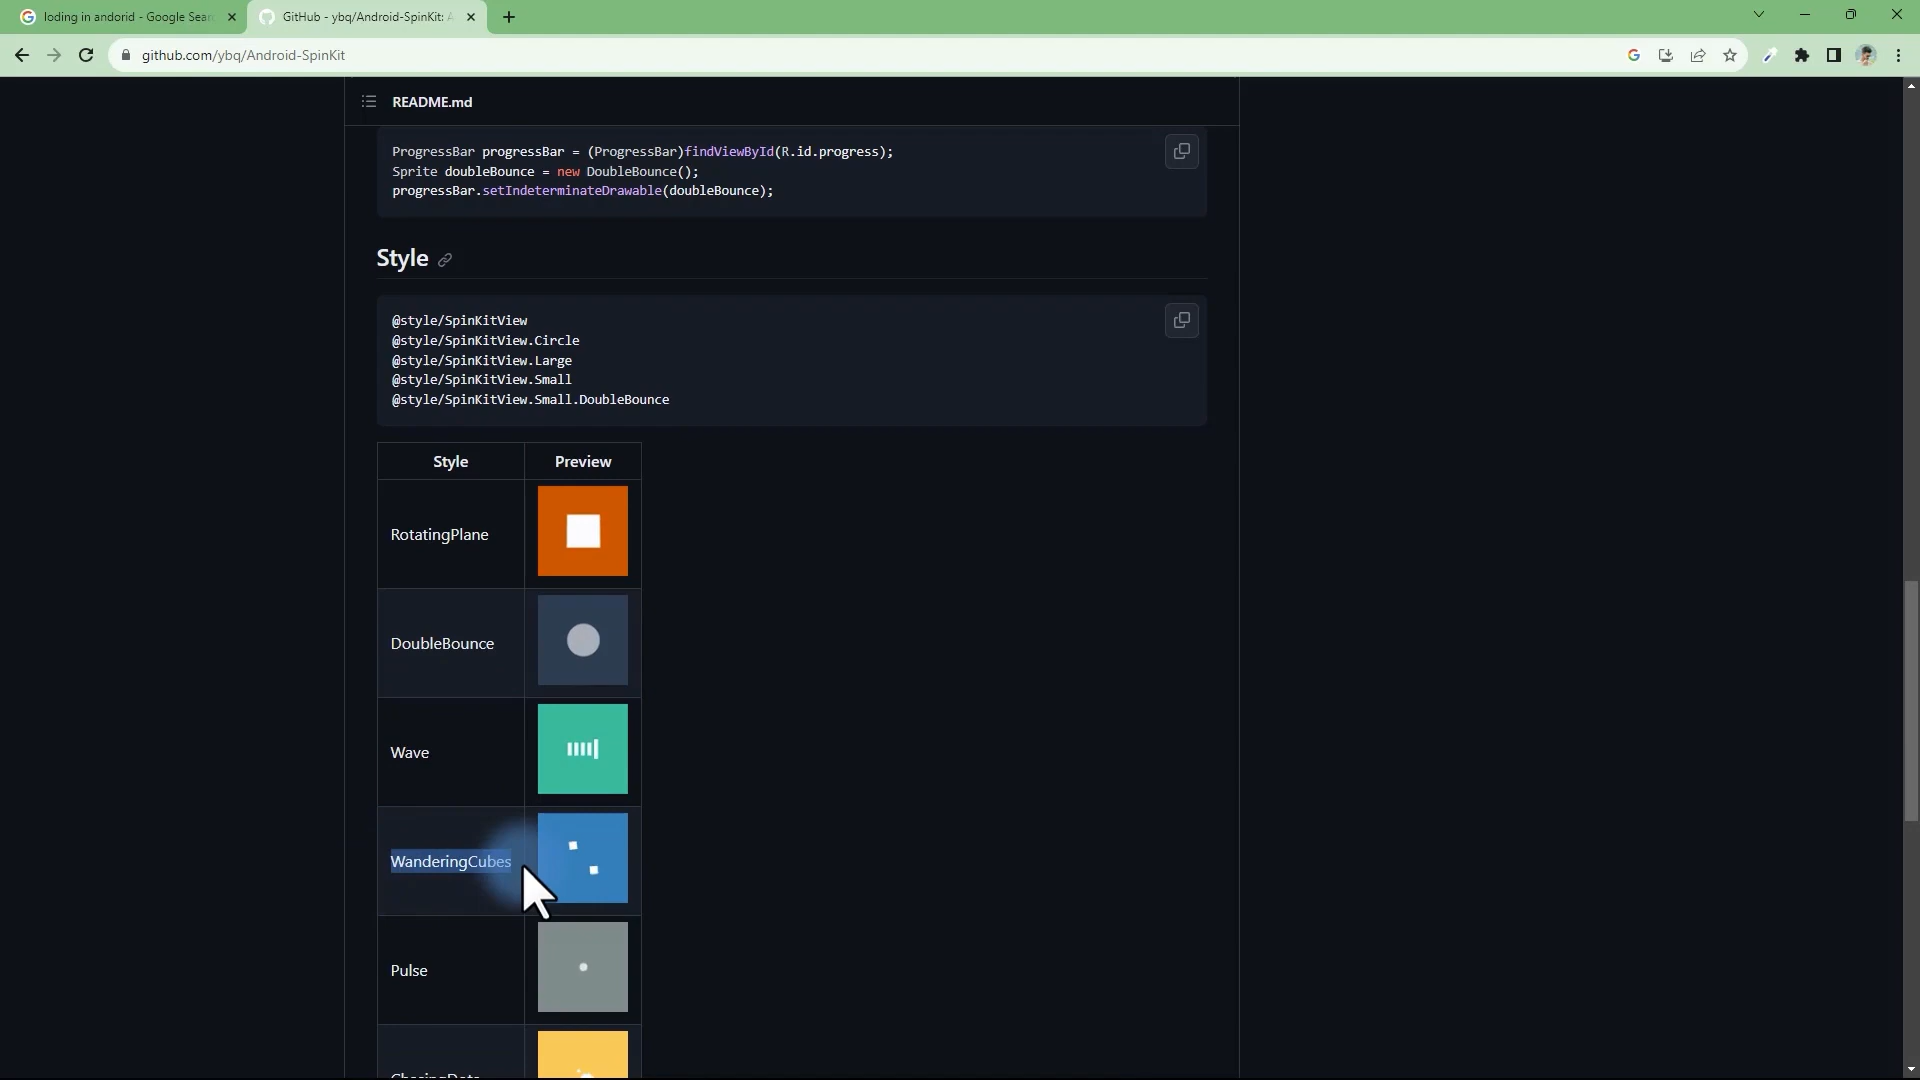 loding in andorid - Google Sear
GitHub - ybq/Android-SpinKit: A
github.com/ybq/Android-SpinKit
README.md
ProgressBar progressBar = (ProgressBar)findViewById(R.id.progress);
Sprite doubleBounce = new DoubleBounce();
progressBar.setIndeterminateDrawable(doubleBounce);
Style
@style/SpinKitView
@style/SpinKitView.Circle
@style/SpinKitView.Large
@style/SpinKitView.Small
@style/SpinKitView.Small.DoubleBounce
Style Preview
RotatingPlane
DoubleBounce
Wave
WanderingCubes
Pulse